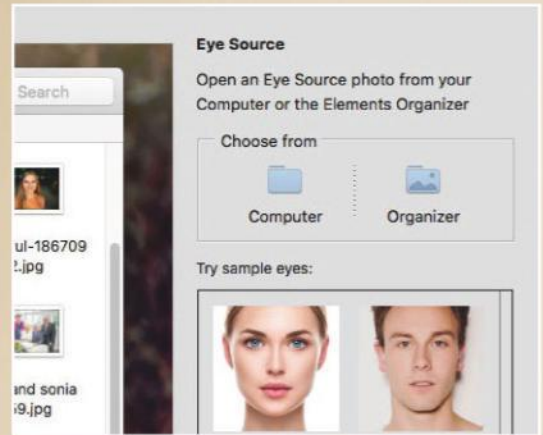 Search
ul-186709
2.jpg
and sonia
59.jpg
Eye Source
Open an Eye Source photo from your
Computer or the Elements Organizer
Choose from
Computer
Organizer
Try sample eyes: